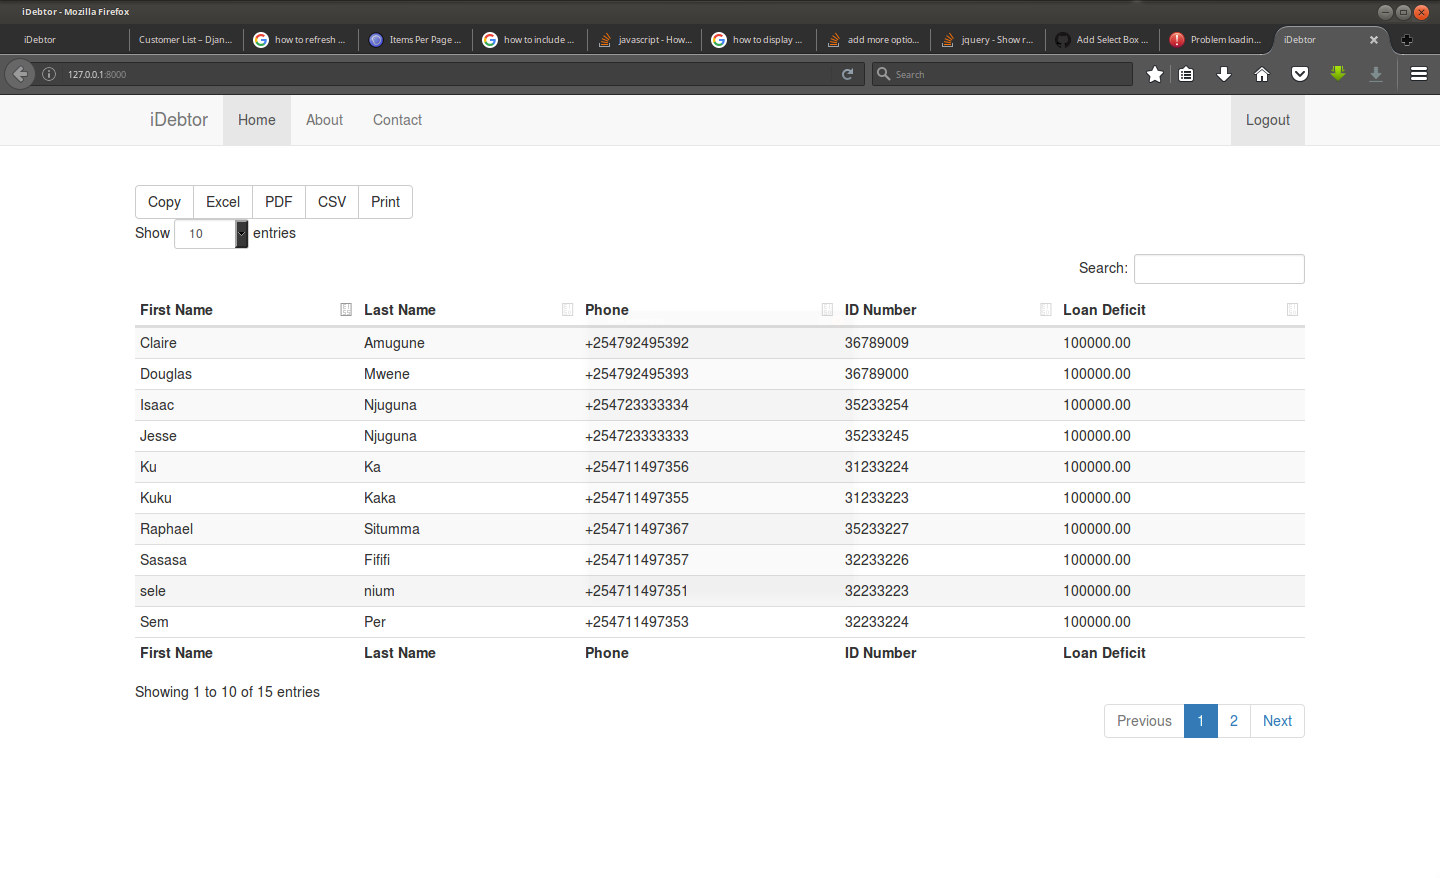 iDebtor - Mozilla Firefox
iDebtor Customer List – Djan... how to refresh ... Items Per Page ... how to include ... javascript - How... how to display ... add more optio... jquery - Show r... Add Select Box ... Problem loadin... iDebtor
127.0.0.1:8000 Search
iDebtor Home About Contact Logout
Copy Excel PDF CSV Print
Show 10 entries
Search:
First Name Last Name Phone ID Number Loan Deficit
Claire Amugune +254792495392 36789009 100000.00
Douglas Mwene +254792495393 36789000 100000.00
Isaac Njuguna +254723333334 35233254 100000.00
Jesse Njuguna +254723333333 35233245 100000.00
Ku Ka +254711497356 31233224 100000.00
Kuku Kaka +254711497355 31233223 100000.00
Raphael Situmma +254711497367 35233227 100000.00
Sasasa Fififi +254711497357 32233226 100000.00
sele nium +254711497351 32233223 100000.00
Sem Per +254711497353 32233224 100000.00
First Name Last Name Phone ID Number Loan Deficit
Showing 1 to 10 of 15 entries
Previous 1 2 Next